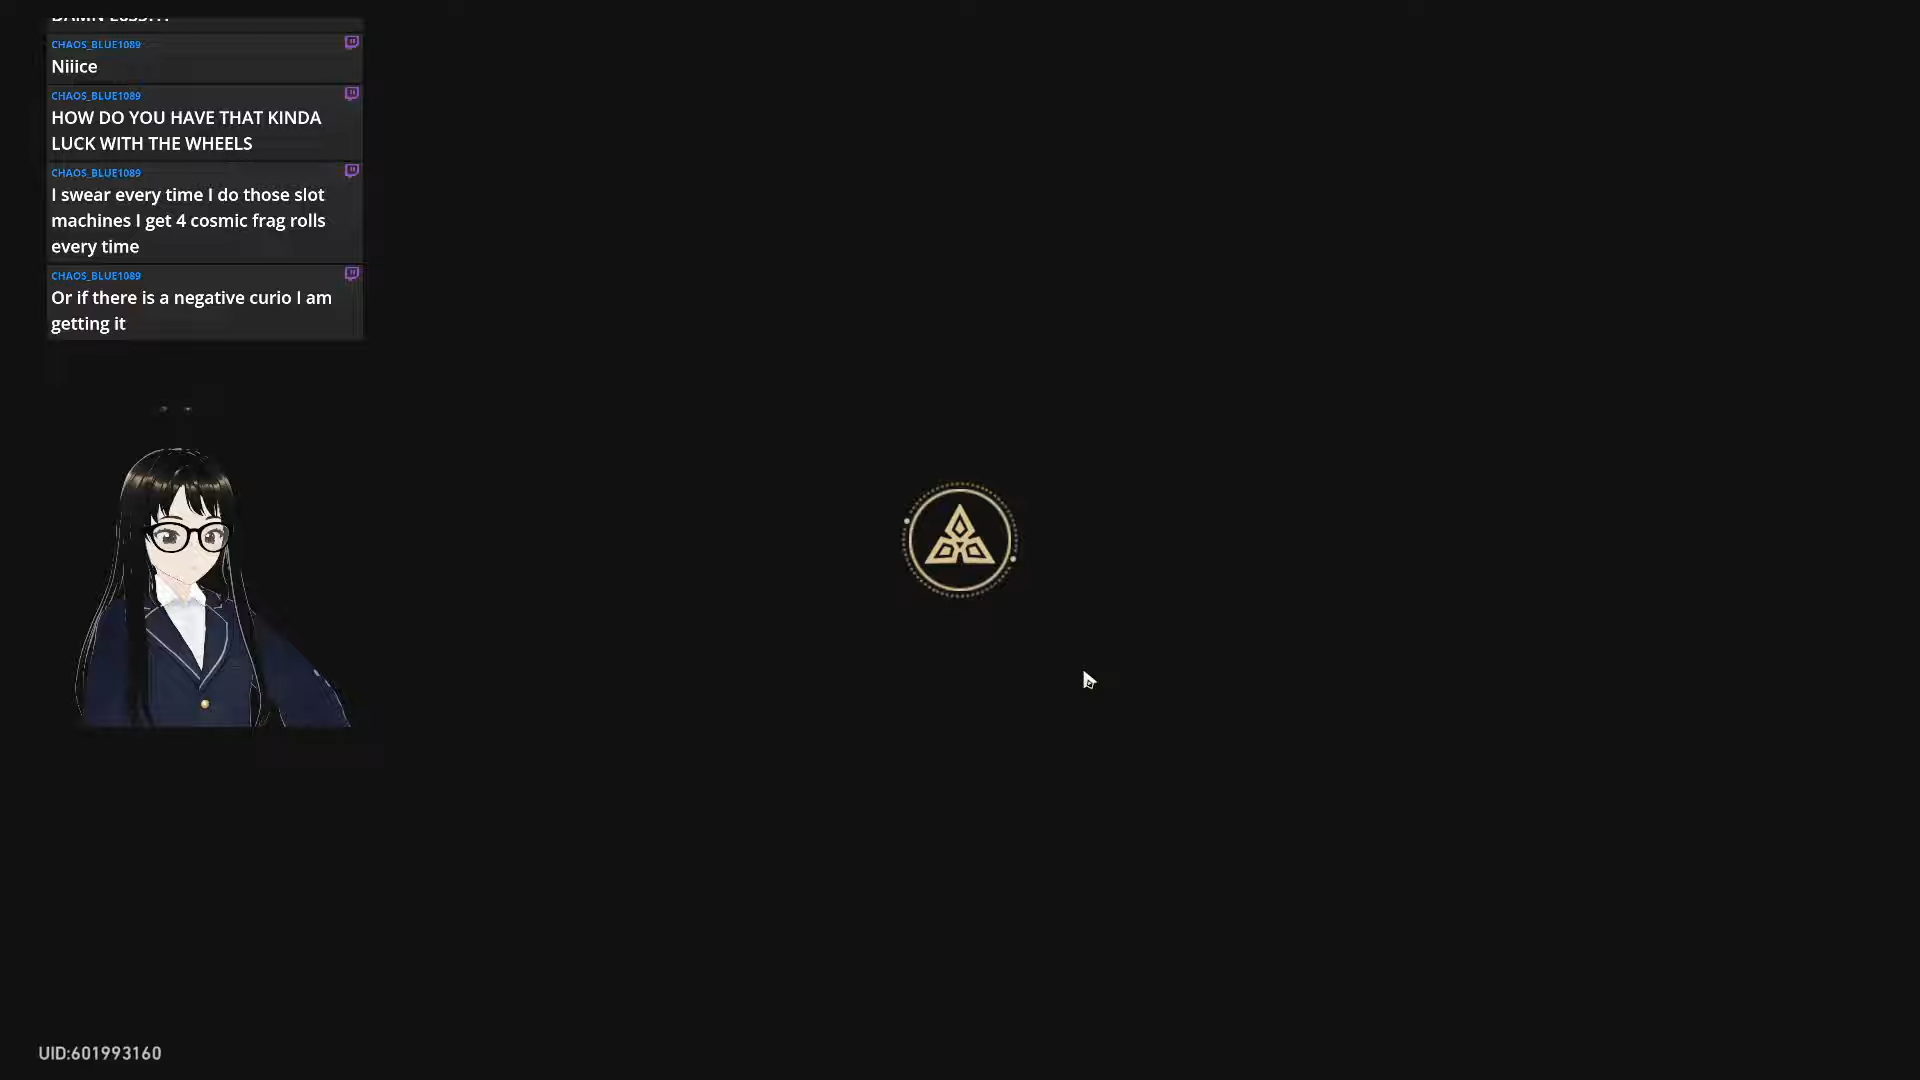 CHAOS_BLUE1089
Niiice
CHAOS_BLUE1089
HOW DO YOU HAVE THAT KINDA
LUCK WITH THE WHEELS
CHAOS_BLUE1089
I swear every time I do those slot
machines I get 4 cosmic frag rolls
every time
CHAOS_BLUE1089
Or if there is a negative curio I am
getting it
UID:601993160